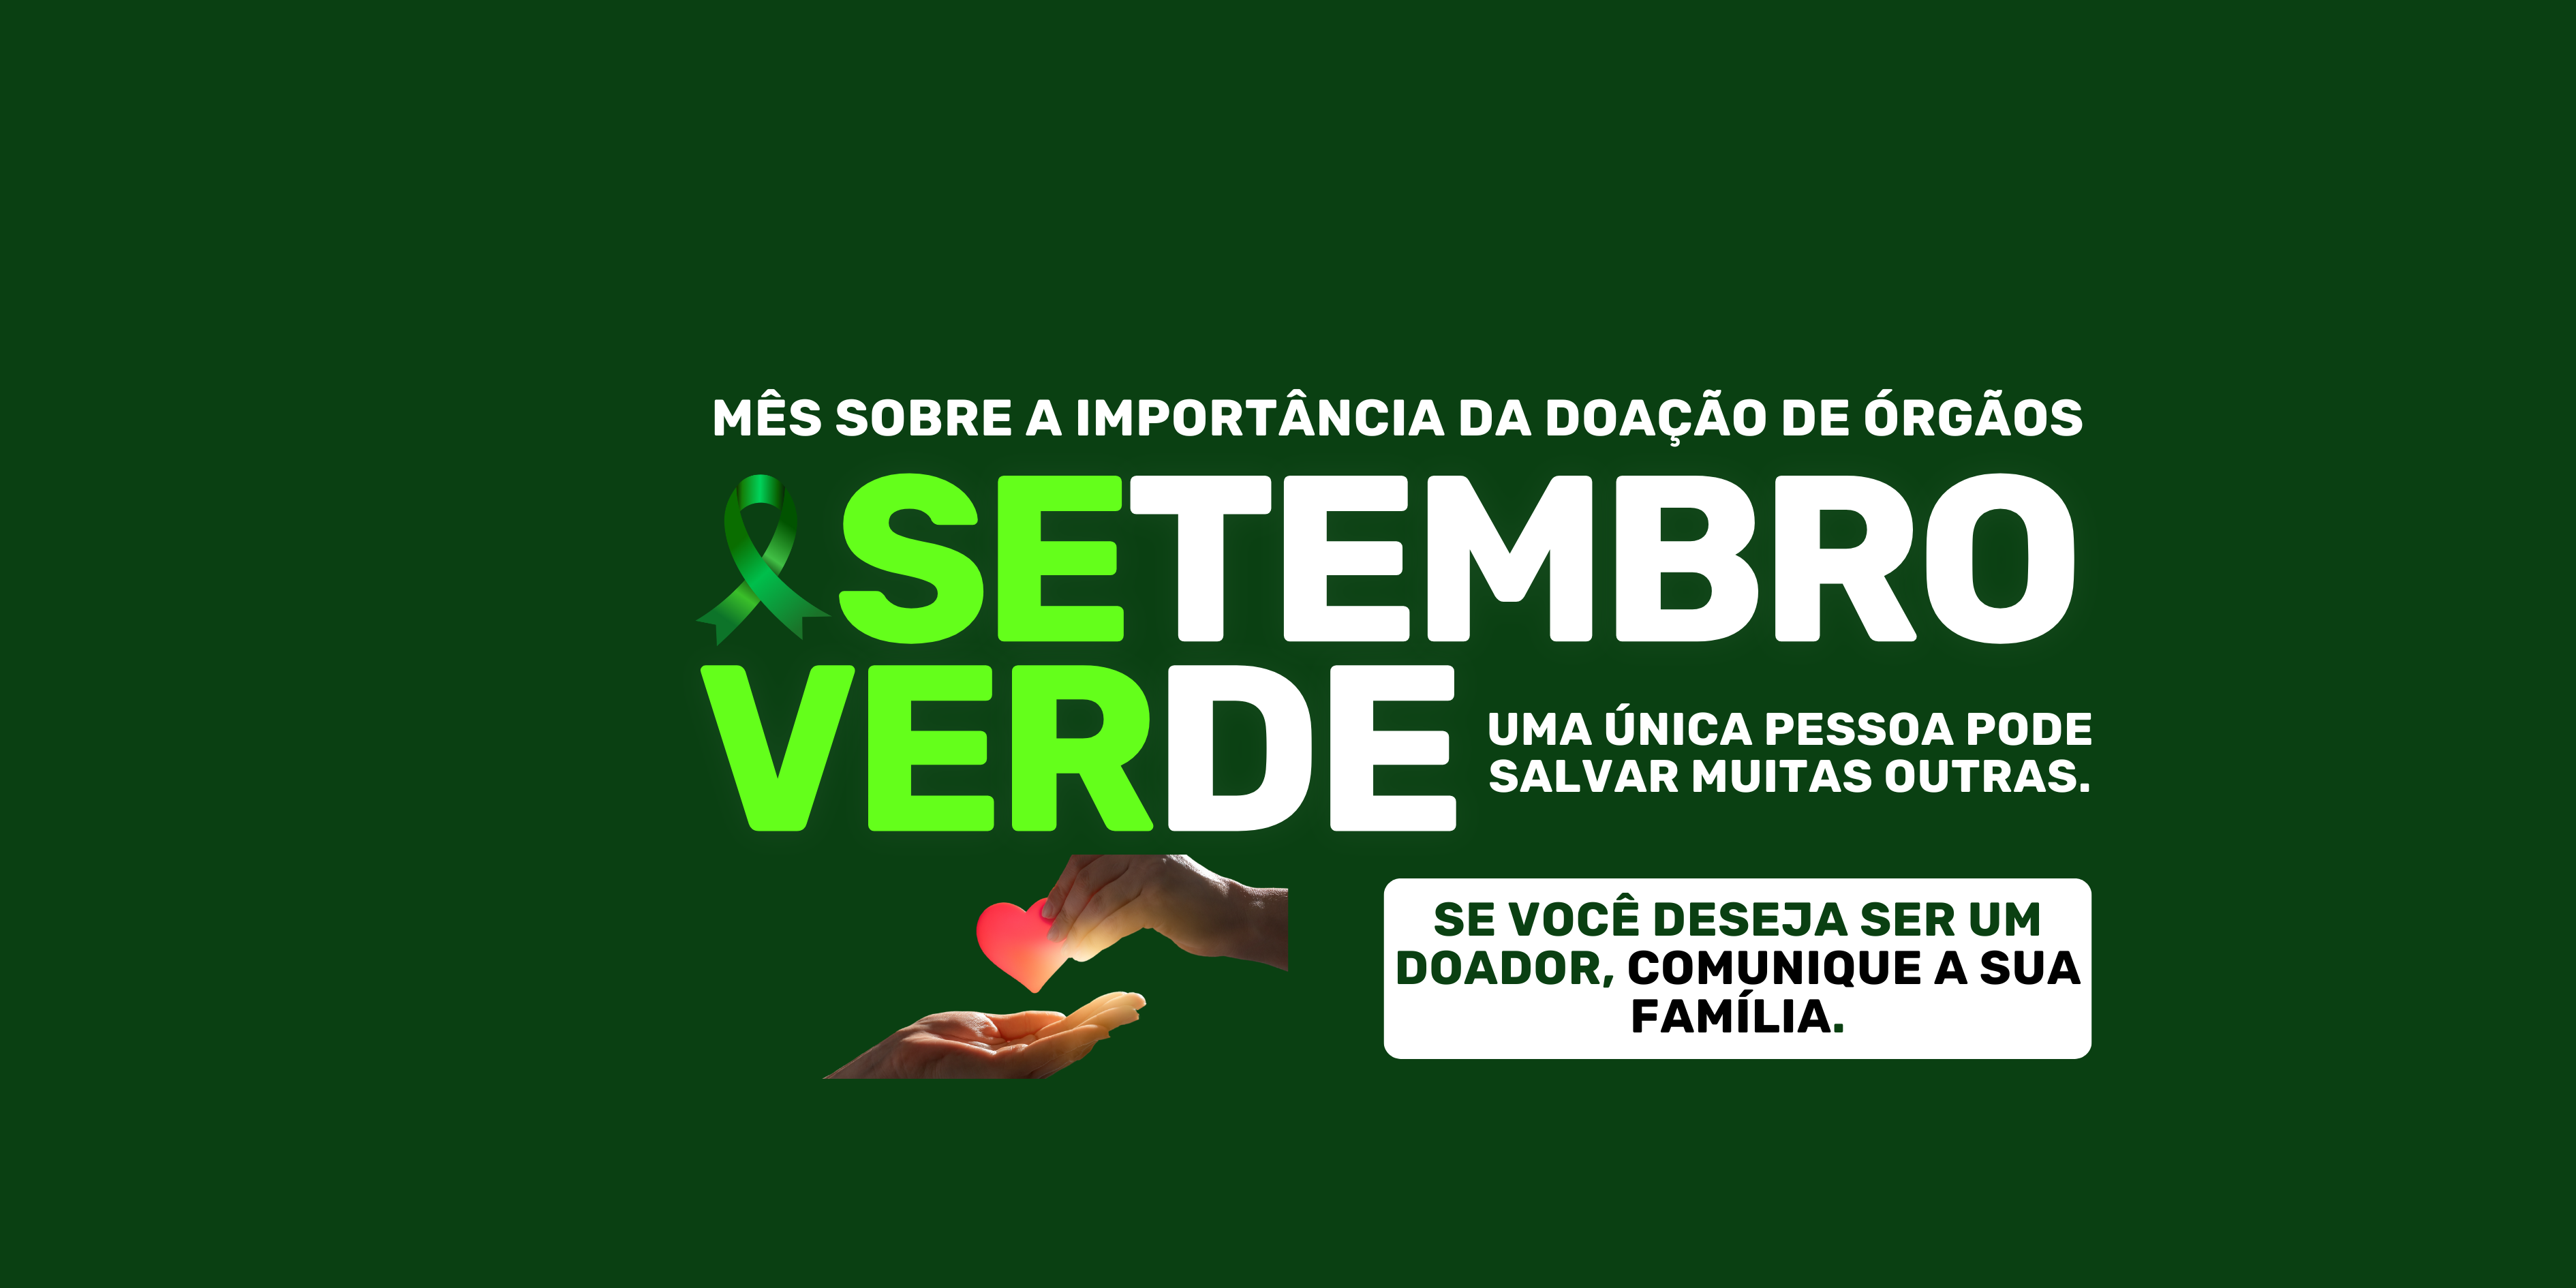 MÊS SOBRE A IMPORTÂNCIA DA DOAÇÃO DE ÓRGÃOS
SETEMBRO
VERDE
UMA ÚNICA PESSOA PODE
SALVAR MUITAS OUTRAS.
SE VOCÊ DESEJA SER UM
DOADOR, COMUNIQUE A SUA
FAMÍLIA.